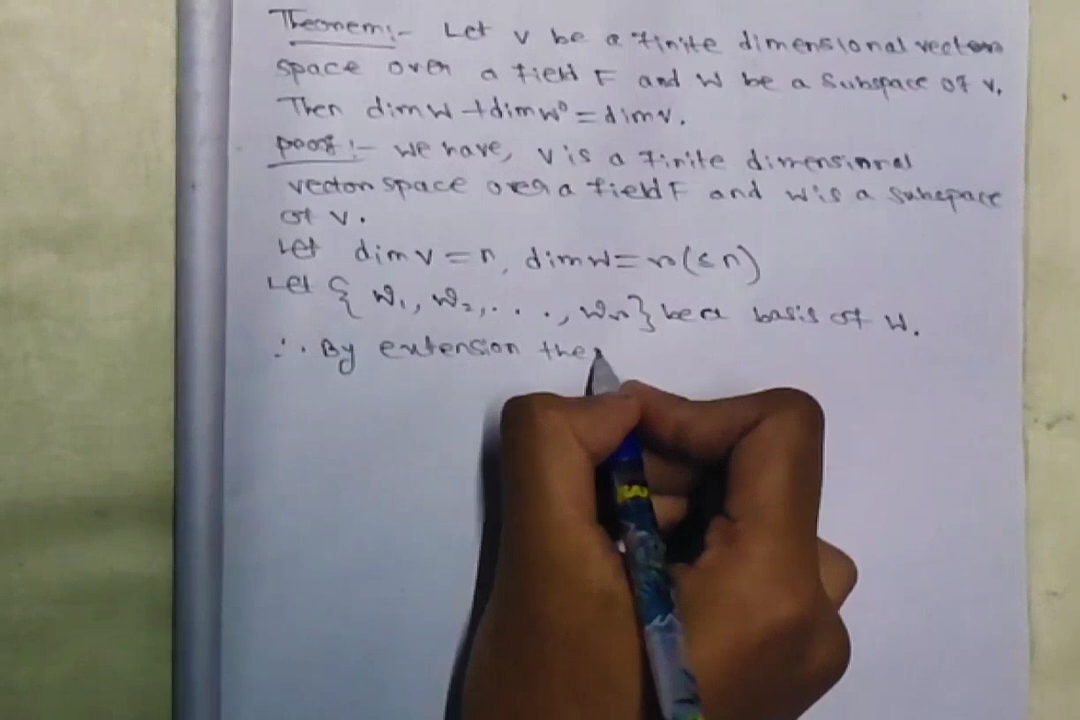 Theorem:- Let V be a finite dimensional vector
space over a field F and W be a subspace of V.
Then dim W + dim W⁰ = dim V.
proof:- we have, V is a finite dimensional
vector space over a field F and W is a subspace
of V.
Let dim V = n, dim W = m (≤ n)
Let { w₁, w₂, . . ., wₘ} be a basis of W.
∴ By extension the